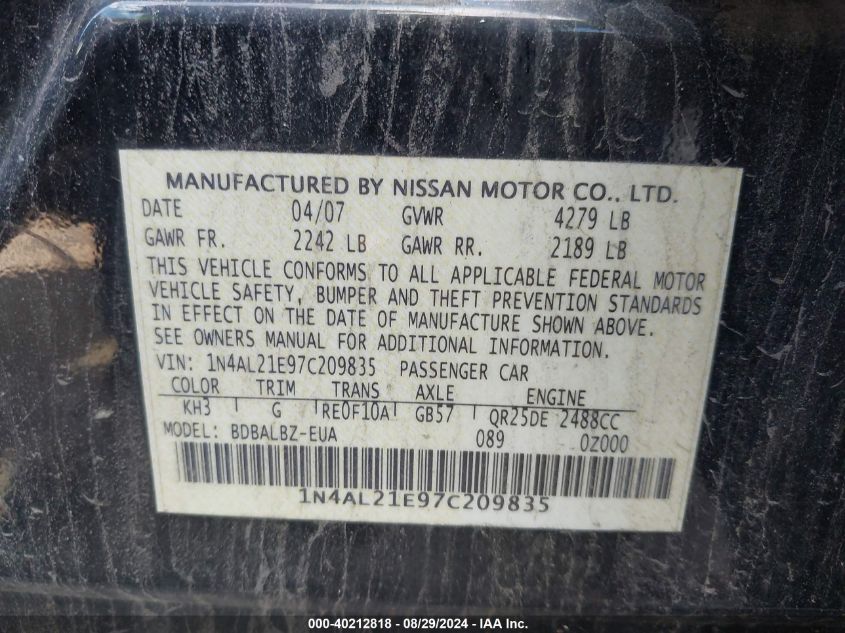 MANUFACTURED BY NISSAN MOTOR CO., LTD.
DATE 04/07 GVWR 4279 LB
GAWR FR. 2242 LB GAWR RR. 2189 LB
THIS VEHICLE CONFORMS TO ALL APPLICABLE FEDERAL MOTOR
VEHICLE SAFETY, BUMPER AND THEFT PREVENTION STANDARDS
IN EFFECT ON THE DATE OF MANUFACTURE SHOWN ABOVE.
SEE OWNERS MANUAL FOR ADDITIONAL INFORMATION.
VIN: 1N4AL21E97C209835 PASSENGER CAR
COLOR TRIM TRANS AXLE ENGINE
KH3 G RE0F10A GB57 QR25DE 2488CC
MODEL: BDBALBZ-EUA 089 0Z000
1N4AL21E97C209835
000-40212818 - 08/29/2024 - IAA, Inc.